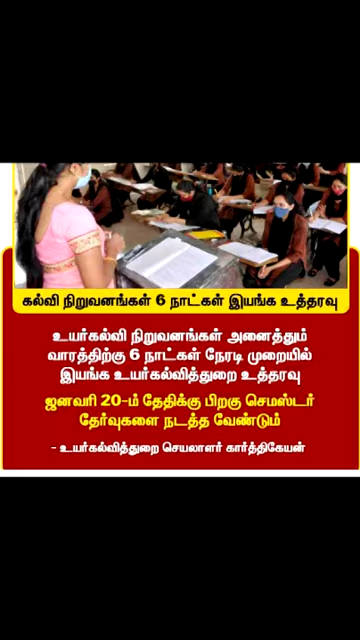 கல்வி நிறுவனங்கள் 6 நாட்கள் இயங்க உத்தரவு
உயர்கல்வி நிறுவனங்கள் அனைத்தும்
வாரத்திற்கு 6 நாட்கள் நேரடி முறையில்
இயங்க உயர்கல்வித்துறை உத்தரவு
ஜனவரி 20-ம் தேதிக்கு பிறகு செமஸ்டர்
தேர்வுகளை நடத்த வேண்டும்
- உயர்கல்வித்துறை செயலாளர் கார்த்திகேயன்